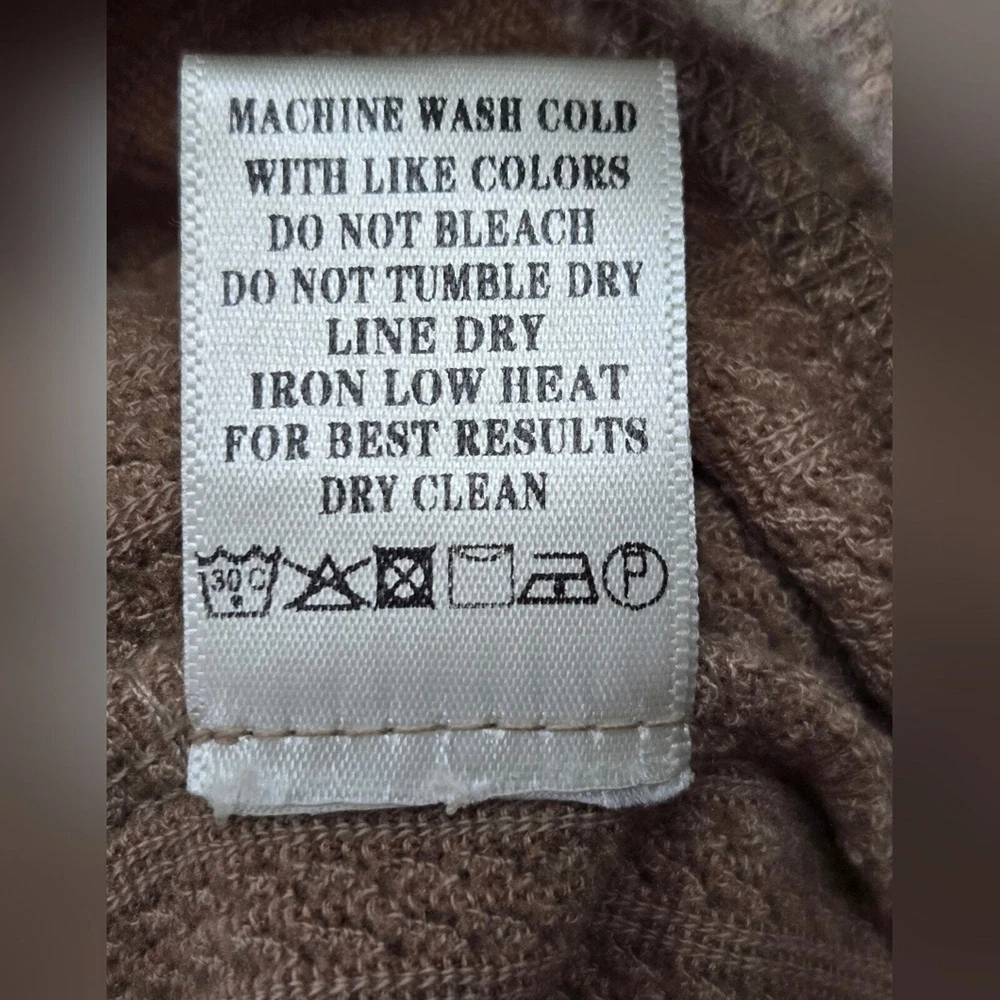 MACHINE WASH COLD
WITH LIKE COLORS
DO NOT BLEACH
DO NOT TUMBLE DRY
LINE DRY
IRON LOW HEAT
FOR BEST RESULTS
DRY CLEAN
30 C P